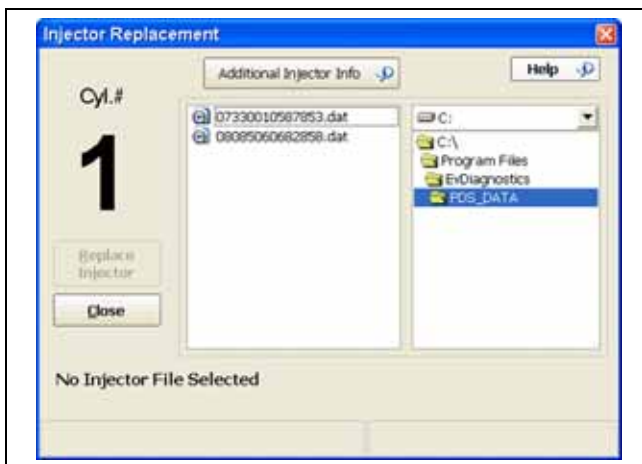 Injector Replacement
Additional Injector Info
Help
Cyl.#
1
Replace
Injector
Close
07330010587853.dat
08085060682858.dat
C:
C:\
Program Files
EvDiagnostics
PDS_DATA
No Injector File Selected